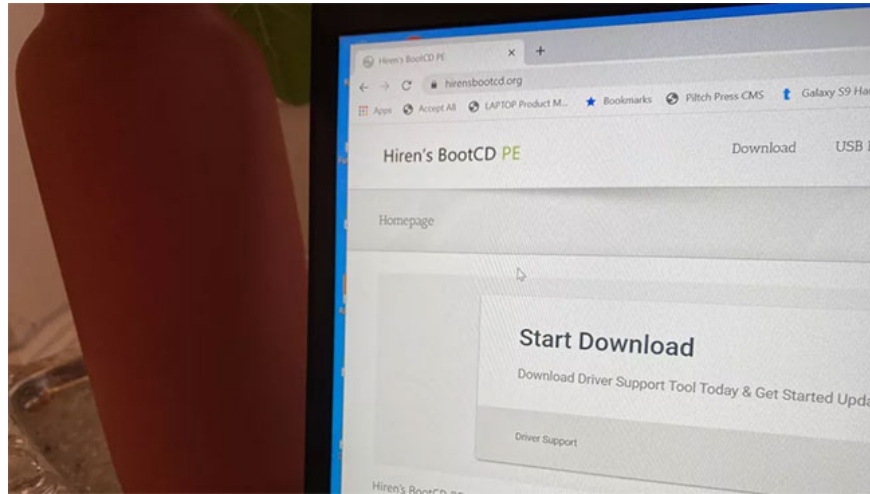 Hiren's BootCD PE
hirensbootcd.org
Apps Accept All LAPTOP Product M... Bookmarks Piltch Press CMS Galaxy S9 Ha
Hiren's BootCD PE Download USB
Homepage
Start Download
Download Driver Support Tool Today & Get Started Upda
Driver Support
Hiren's BootCD PE